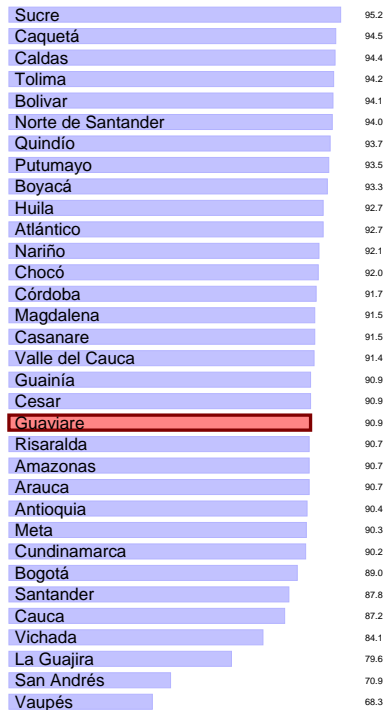 Sucre 95.2
Caquetá 94.5
Caldas 94.4
Tolima 94.2
Bolivar 94.1
Norte de Santander 94.0
Quindío 93.7
Putumayo 93.5
Boyacá 93.3
Huila 92.7
Atlántico 92.7
Nariño 92.1
Chocó 92.0
Córdoba 91.7
Magdalena 91.5
Casanare 91.5
Valle del Cauca 91.4
Guainía 90.9
Cesar 90.9
Guaviare 90.9
Risaralda 90.7
Amazonas 90.7
Arauca 90.7
Antioquia 90.4
Meta 90.3
Cundinamarca 90.2
Bogotá 89.0
Santander 87.8
Cauca 87.2
Vichada 84.1
La Guajira 79.6
San Andrés 70.9
Vaupés 68.3